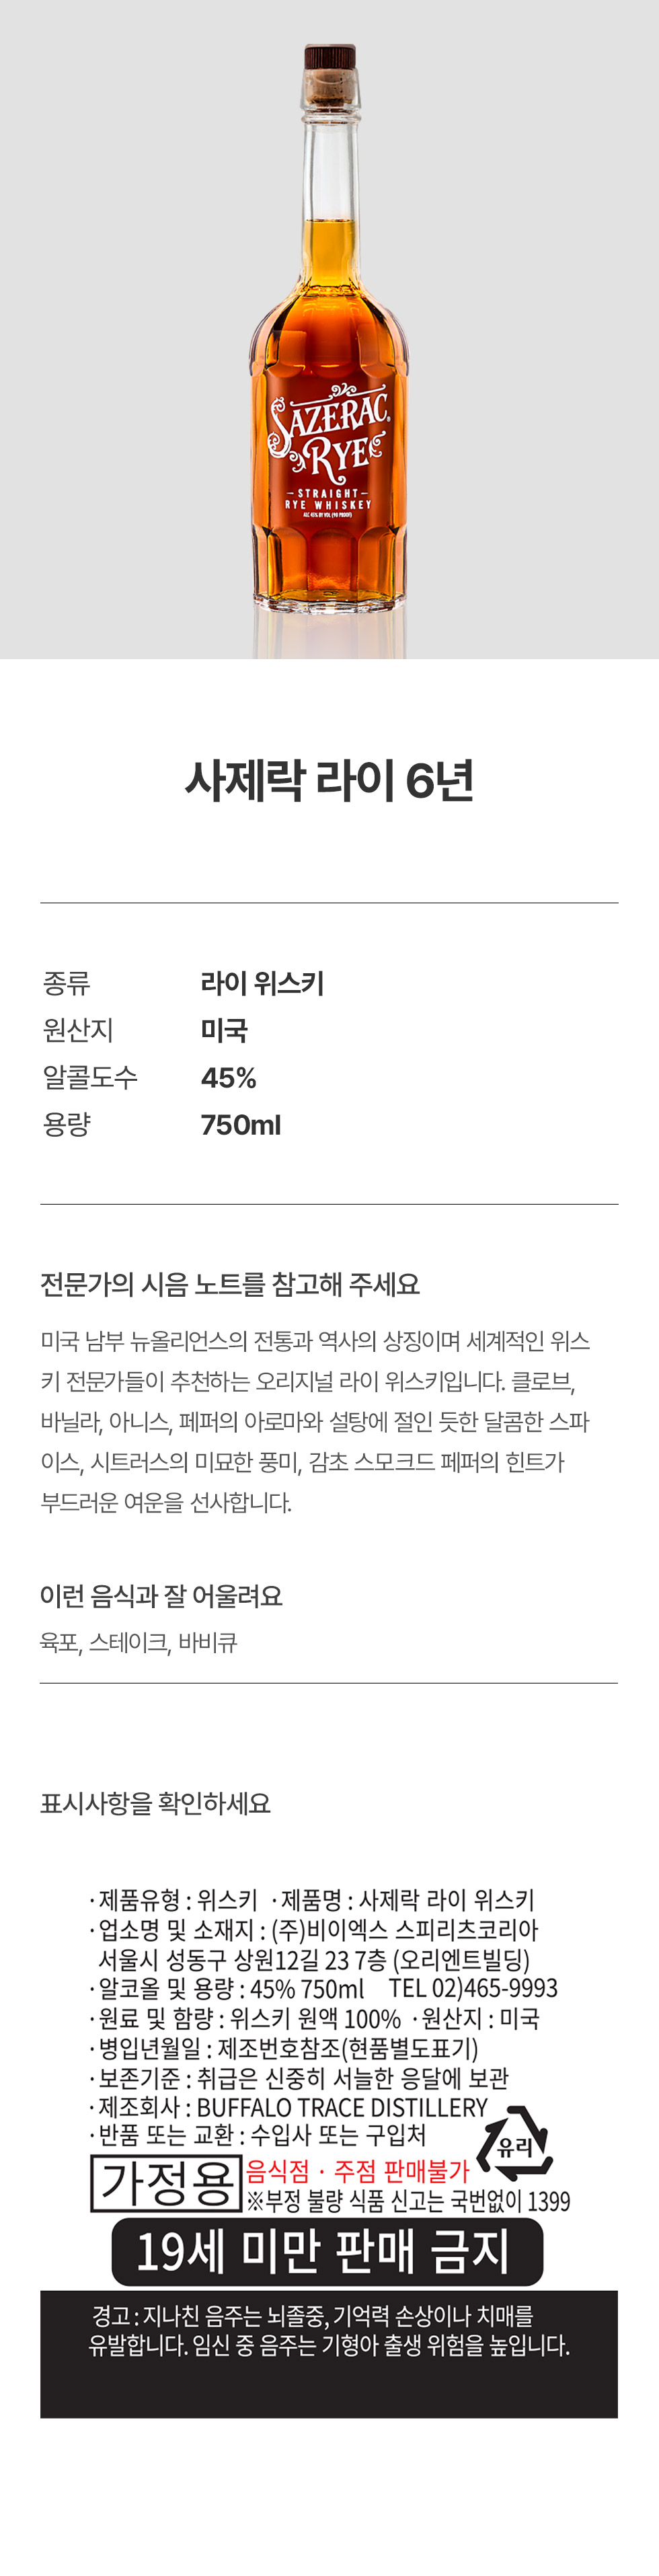 SAZERAC
RYE
STRAIGHT
RYE WHISKEY
ALC 45% BY VOL (90 PROOF)
사제락 라이 6년
종류 라이 위스키
원산지 미국
알콜도수 45%
용량 750ml
전문가의 시음 노트를 참고해 주세요
미국 남부 뉴올리언스의 전통과 역사의 상징이며 세계적인 위스
키 전문가들이 추천하는 오리지널 라이 위스키입니다. 클로브,
바닐라, 아니스, 페퍼의 아로마와 설탕에 절인 듯한 달콤한 스파
이스, 시트러스의 미묘한 풍미, 감초 스모크드 페퍼의 힌트가
부드러운 여운을 선사합니다.
이런 음식과 잘 어울려요
육포, 스테이크, 바비큐
표시사항을 확인하세요
·제품유형 : 위스키 ·제품명 : 사제락 라이 위스키
·업소명 및 소재지 : (주)비이엑스 스피리츠코리아
서울시 성동구 상원12길 23 7층 (오리엔트빌딩)
·알코올 및 용량 : 45% 750ml TEL 02)465-9993
·원료 및 함량 : 위스키 원액 100% ·원산지 : 미국
·병입년월일 : 제조번호참조(현품별도표기)
·보존기준 : 취급은 신중히 서늘한 응달에 보관
·제조회사 : BUFFALO TRACE DISTILLERY
·반품 또는 교환 : 수입사 또는 구입처
유리
가정용 음식점 · 주점 판매불가
※부정 불량 식품 신고는 국번없이 1399
19세 미만 판매 금지
경고 : 지나친 음주는 뇌졸중, 기억력 손상이나 치매를
유발합니다. 임신 중 음주는 기형아 출생 위험을 높입니다.